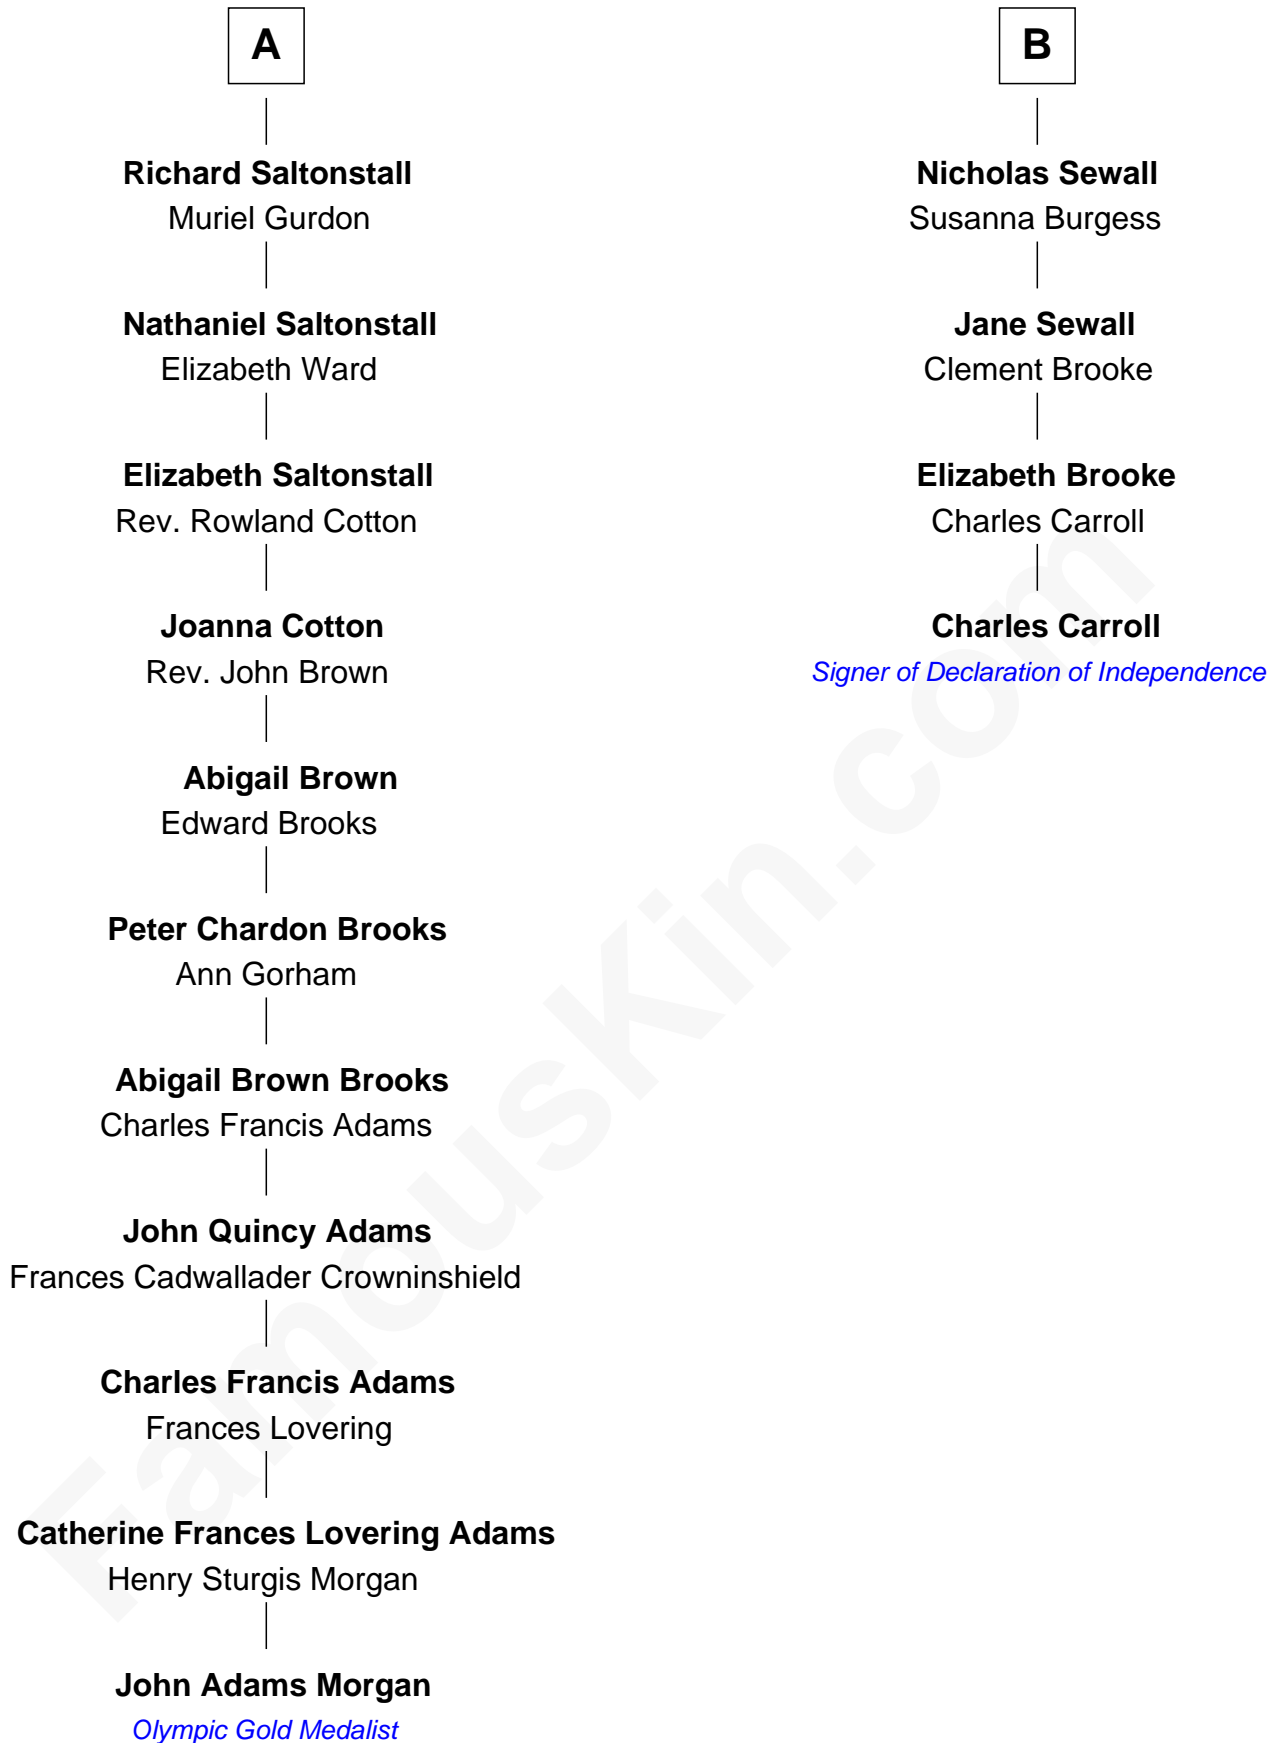 A
Richard Saltonstall
Muriel Gurdon
Nathaniel Saltonstall
Elizabeth Ward
Elizabeth Saltonstall
Rev. Rowland Cotton
Joanna Cotton
Rev. John Brown
Abigail Brown
Edward Brooks
Peter Chardon Brooks
Ann Gorham
Abigail Brown Brooks
Charles Francis Adams
John Quincy Adams
Frances Cadwallader Crowninshield
Charles Francis Adams
Frances Lovering
Catherine Frances Lovering Adams
Henry Sturgis Morgan
John Adams Morgan
Olympic Gold Medalist
B
Nicholas Sewall
Susanna Burgess
Jane Sewall
Clement Brooke
Elizabeth Brooke
Charles Carroll
Charles Carroll
Signer of Declaration of Independence
FamousKin.com